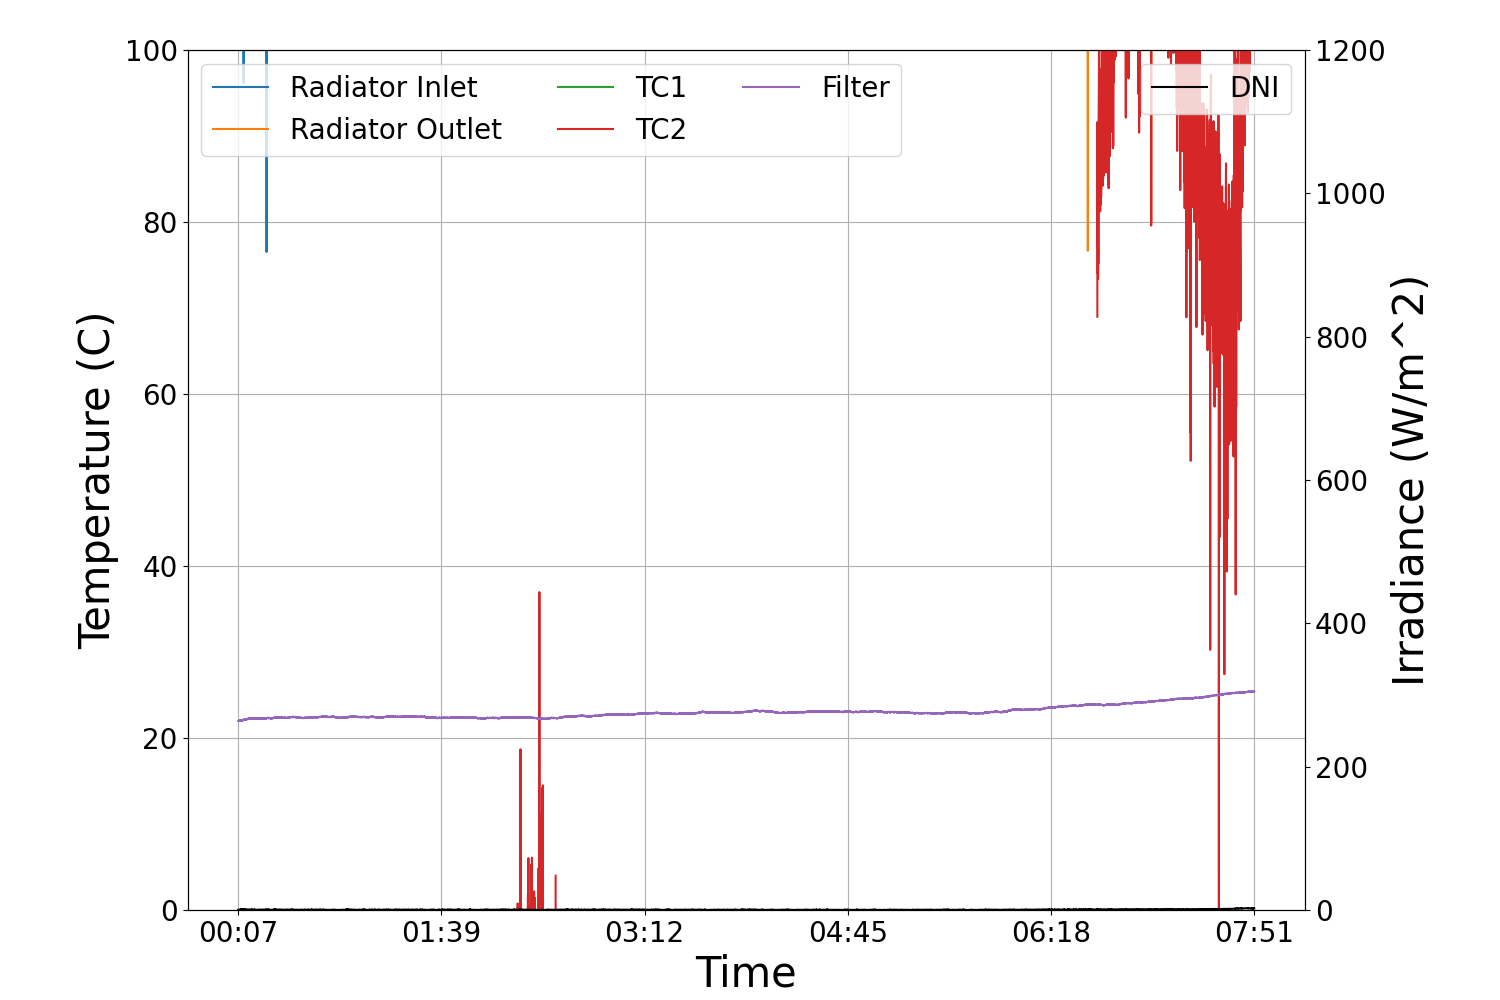 Radiator Inlet
Radiator Outlet
TC1
TC2
Filter
DNI
Temperature (C)
100
80
60
40
20
0
1200
1000
800
600
400
200
0
Irradiance (W/m^2)
00:07 01:39 03:12 04:45 06:18 07:51
Time